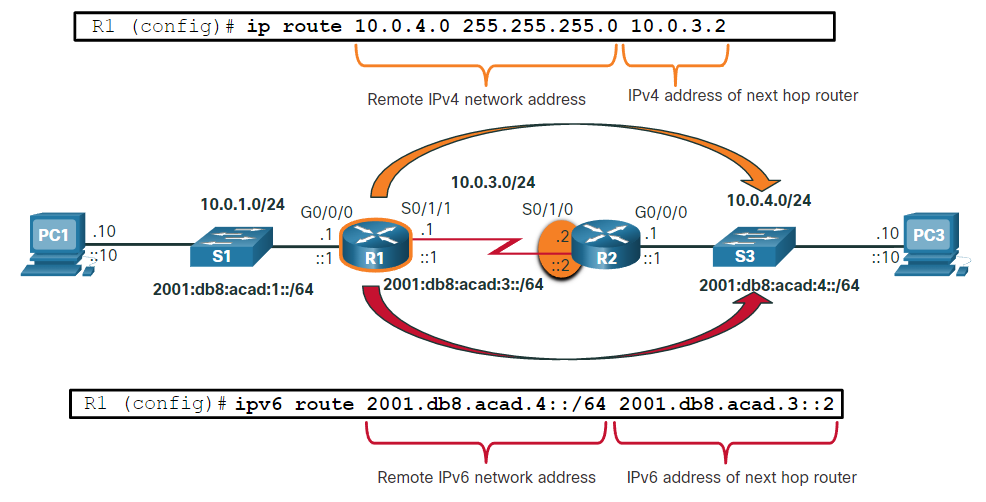 R1 (config)# ip route 10.0.4.0 255.255.255.0 10.0.3.2
Remote IPv4 network address
IPv4 address of next hop router
10.0.3.0/24
10.0.1.0/24
10.0.4.0/24
G0/0/0
S0/1/1
S0/1/0
G0/0/0
PC1
.10
::10
S1
.1
::1
R1
.1
::1
.2
::2
R2
.1
::1
S3
.10
::10
PC3
2001:db8:acad:1::/64
2001:db8:acad:3::/64
2001:db8:acad:4::/64
R1 (config)# ipv6 route 2001.db8.acad.4::/64 2001.db8.acad.3::2
Remote IPv6 network address
IPv6 address of next hop router